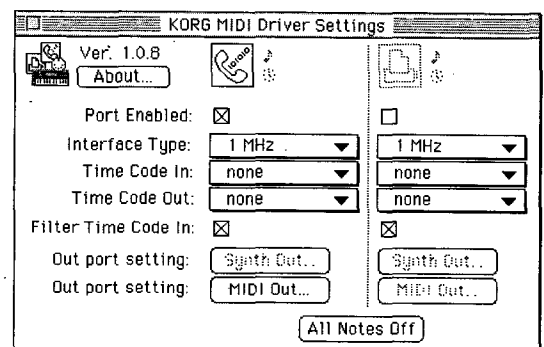 KORG MIDI Driver Settings
Ver. 1.0.8
About...
Port Enabled:
Interface Type: 1 MHz 1 MHz
Time Code In: none none
Time Code Out: none none
Filter Time Code In:
Out port setting: Synth Out.. Synth Out..
Out port setting: MIDI Out... MIDI Out..
All Notes Off